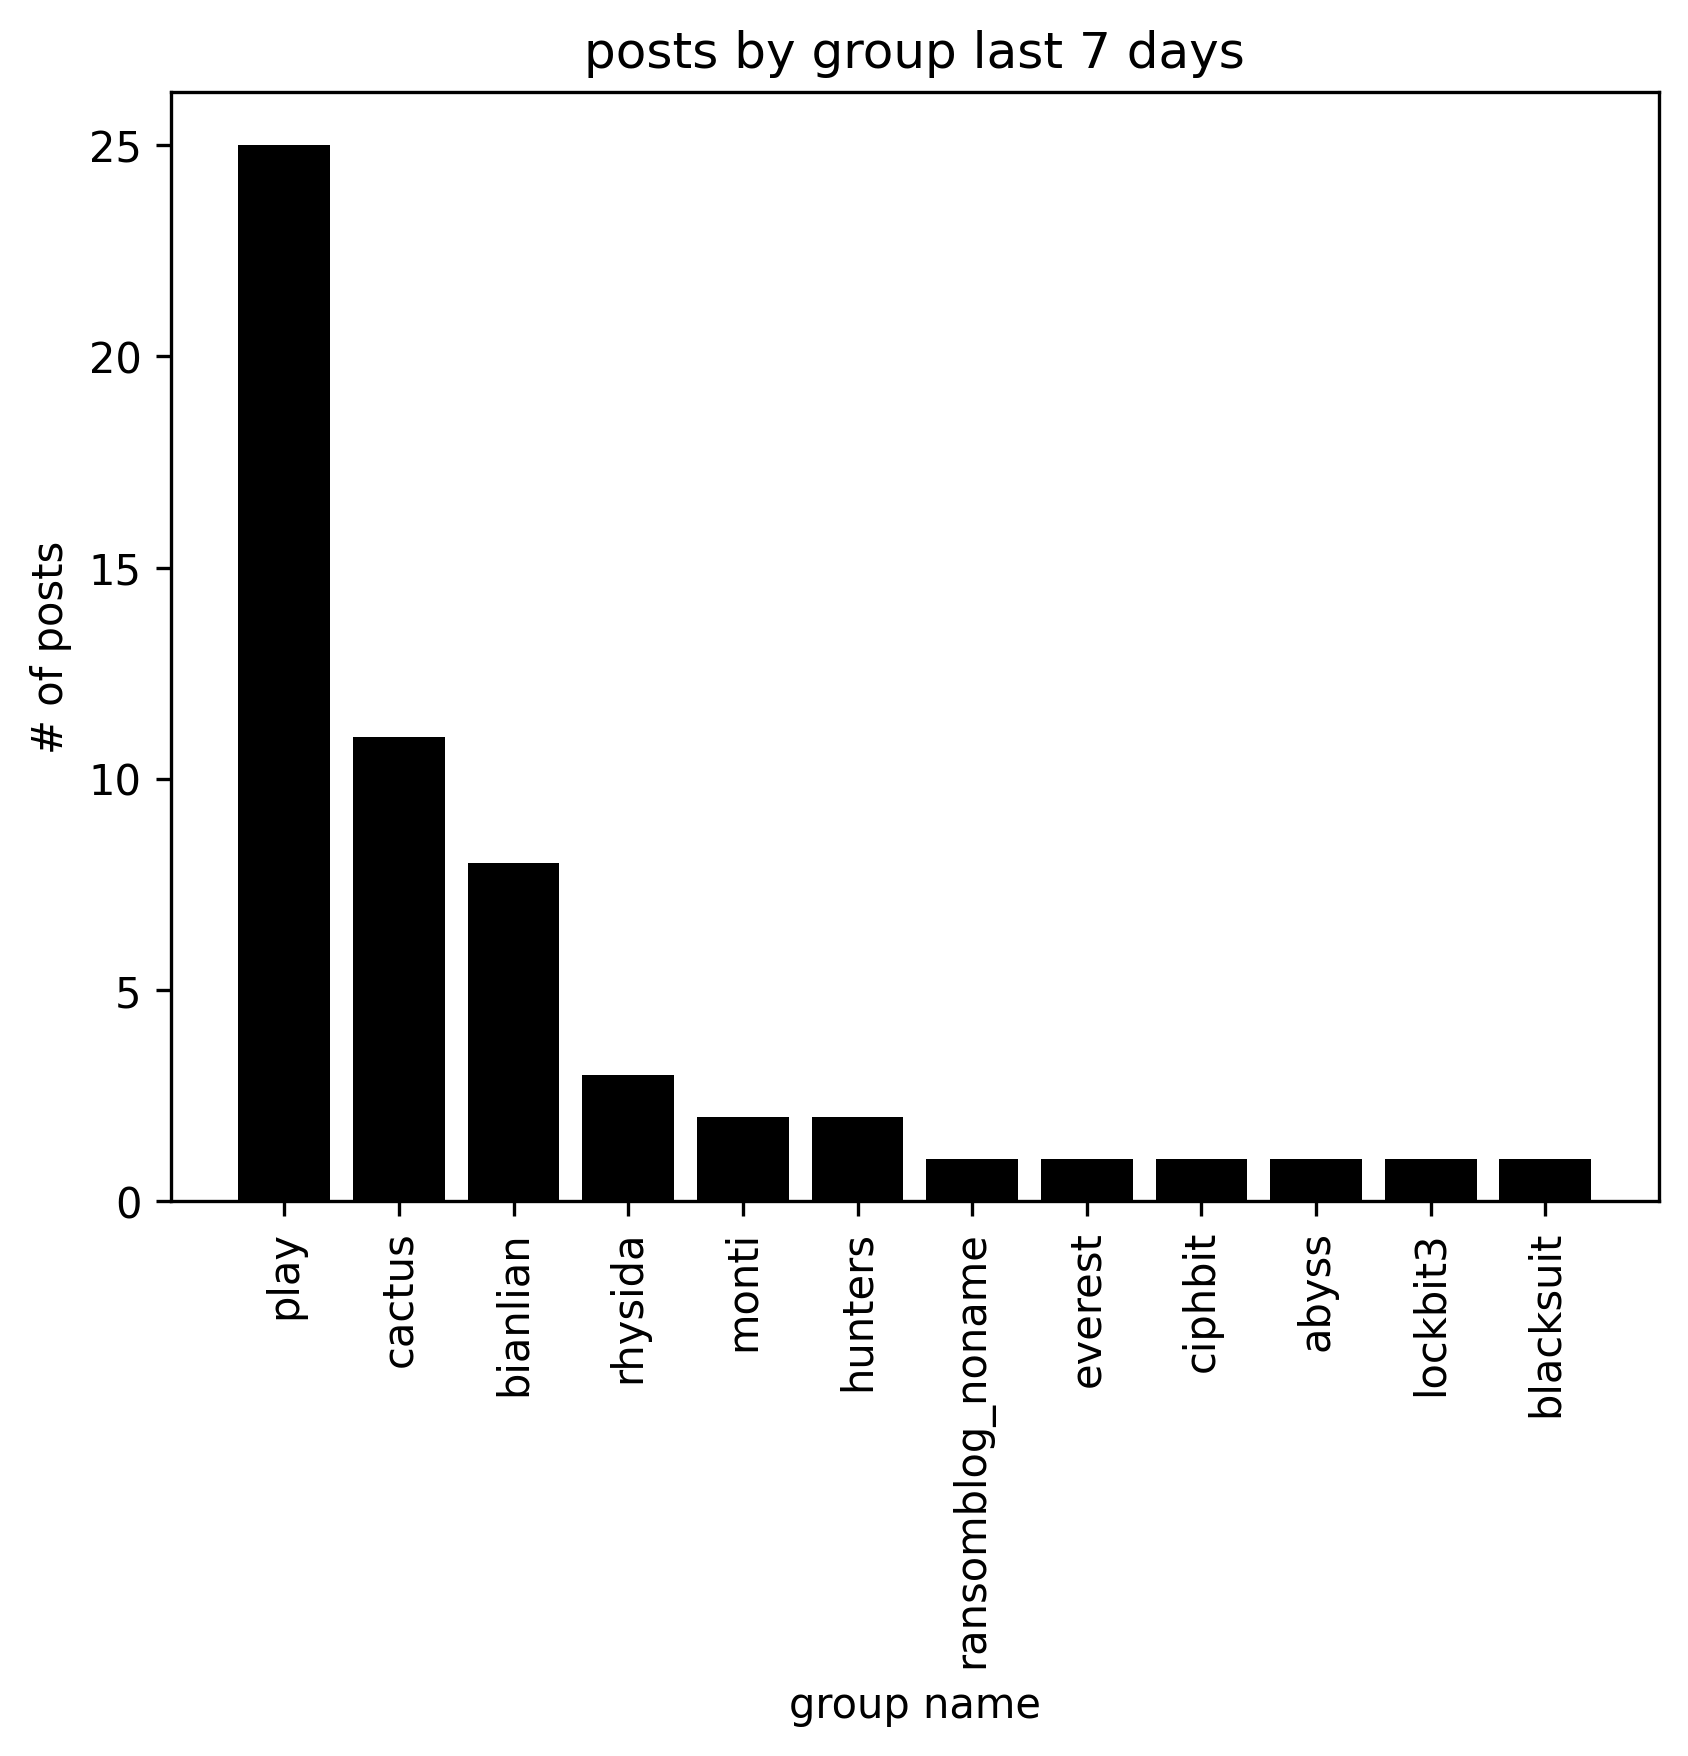 posts by group last 7 days
# of posts
25
20
15
10
5
0
play
cactus
bianlian
rhysida
monti
hunters
ransomblog_noname
everest
ciphbit
abyss
lockbit3
blacksuit
group name